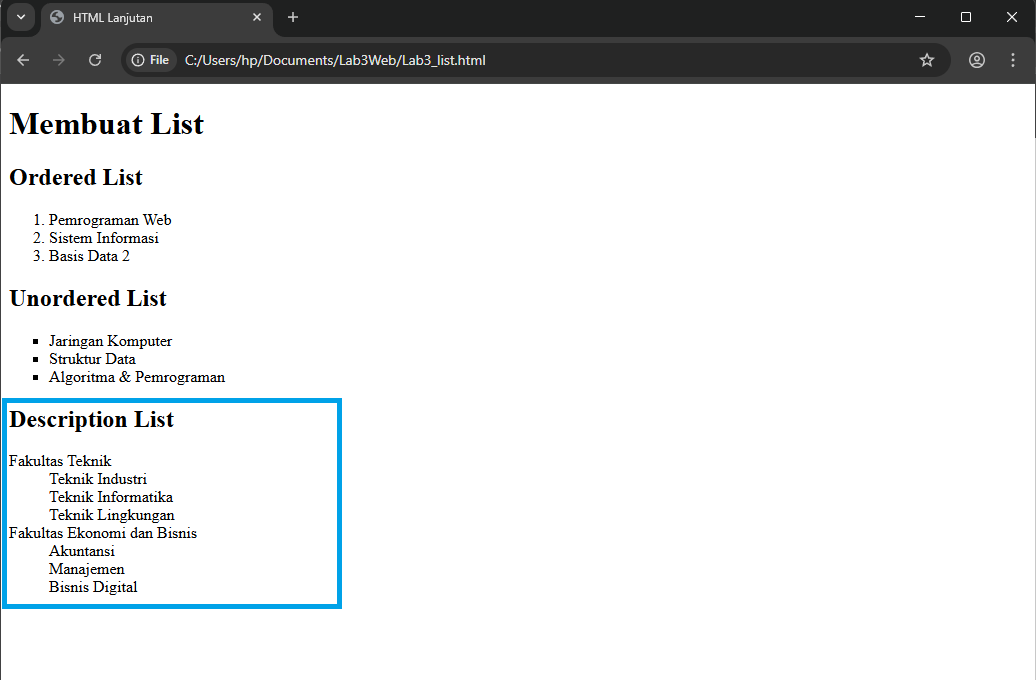 HTML Lanjutan
File C:/Users/hp/Documents/Lab3Web/Lab3_list.html
Membuat List
Ordered List
1. Pemrograman Web
2. Sistem Informasi
3. Basis Data 2
Unordered List
▪ Jaringan Komputer
▪ Struktur Data
▪ Algoritma & Pemrograman
Description List
Fakultas Teknik
Teknik Industri
Teknik Informatika
Teknik Lingkungan
Fakultas Ekonomi dan Bisnis
Akuntansi
Manajemen
Bisnis Digital